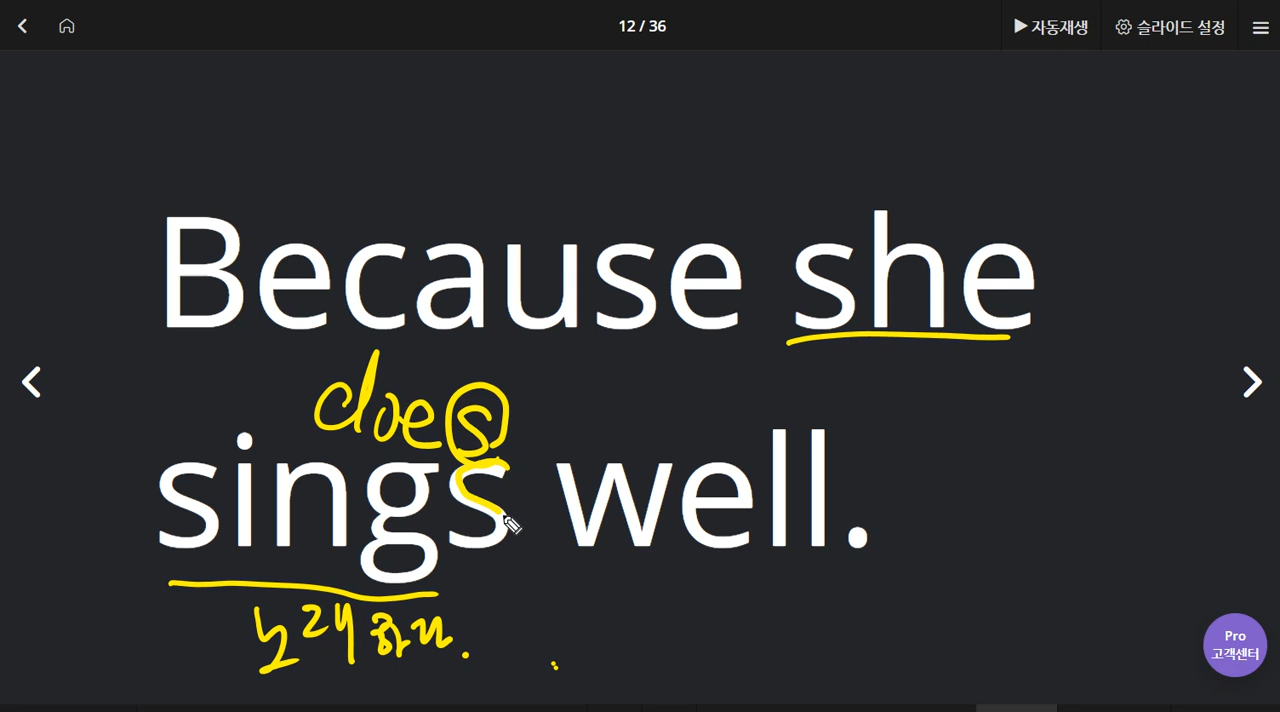 12 / 36
▶ 자동재생
슬라이드 설정
Because she
does
sings well.
노래하다.
Pro
고객센터